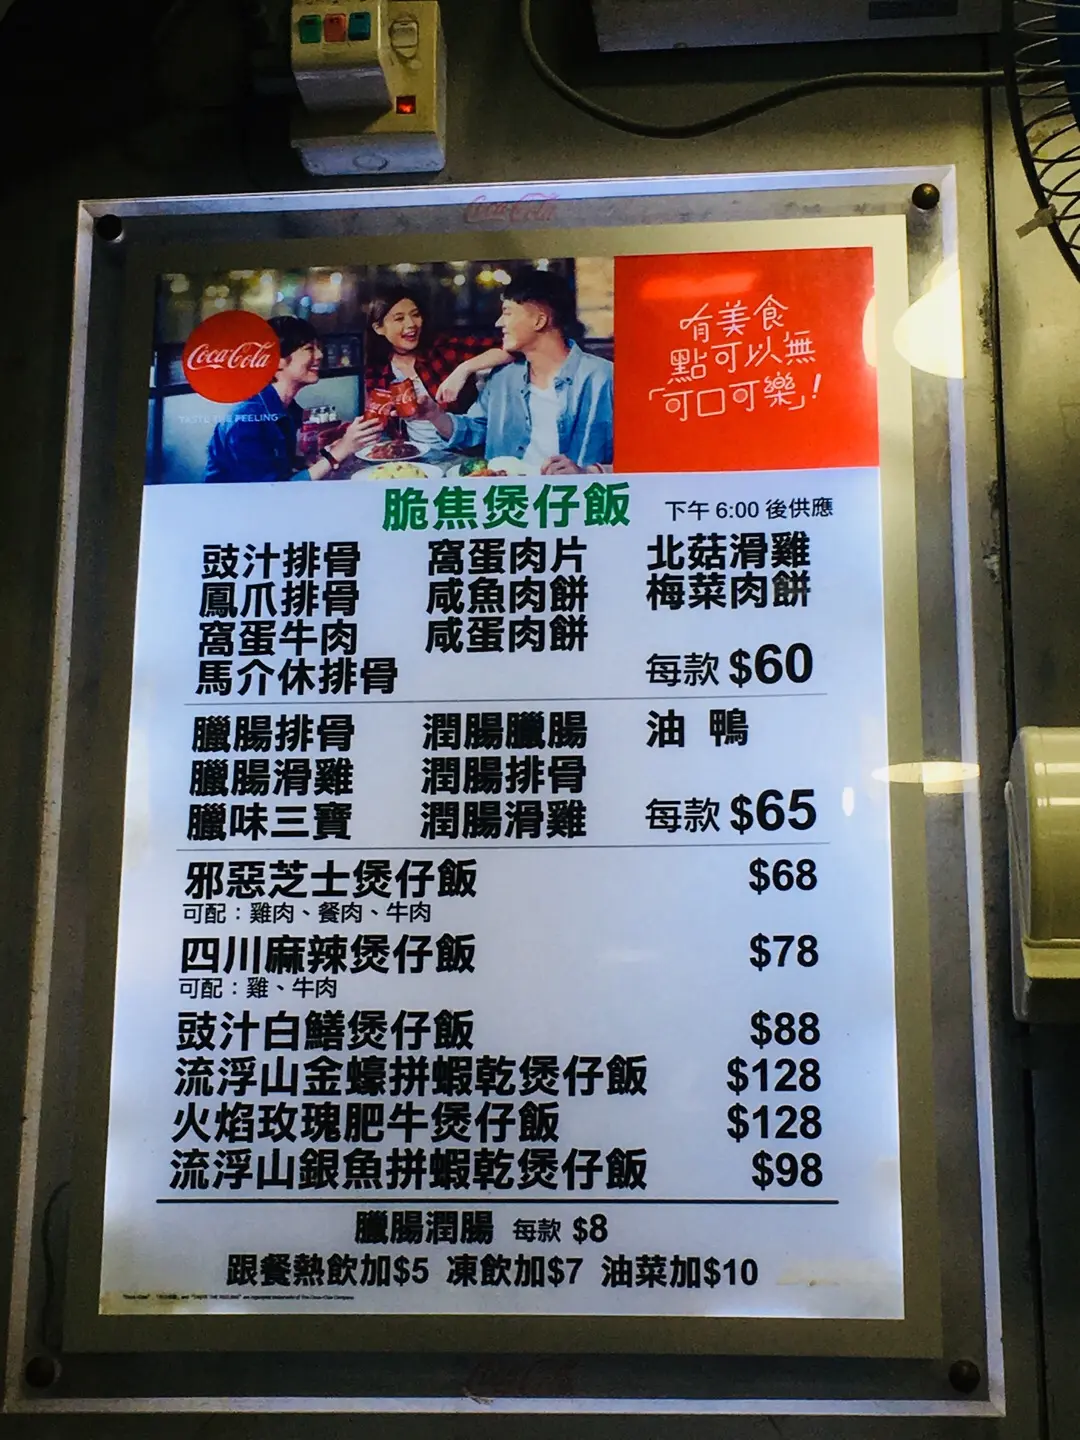 Coca-Cola
Coca-Cola
TASTE THE FEELING
有美食
點可以無
「可口可樂」!
脆焦煲仔飯 下午 6:00 後供應
豉汁排骨 窩蛋肉片 北菇滑雞
鳳爪排骨 咸魚肉餅 梅菜肉餅
窩蛋牛肉 咸蛋肉餅
馬介休排骨 每款 $60
臘腸排骨 潤腸臘腸 油鴨
臘腸滑雞 潤腸排骨
臘味三寶 潤腸滑雞 每款 $65
邪惡芝士煲仔飯 $68
可配：雞肉、餐肉、牛肉
四川麻辣煲仔飯 $78
可配：雞、牛肉
豉汁白鱔煲仔飯 $88
流浮山金蠔拼蝦乾煲仔飯 $128
火焰玫瑰肥牛煲仔飯 $128
流浮山銀魚拼蝦乾煲仔飯 $98
臘腸潤腸 每款 $8
跟餐熱飲加$5 凍飲加$7 油菜加$10